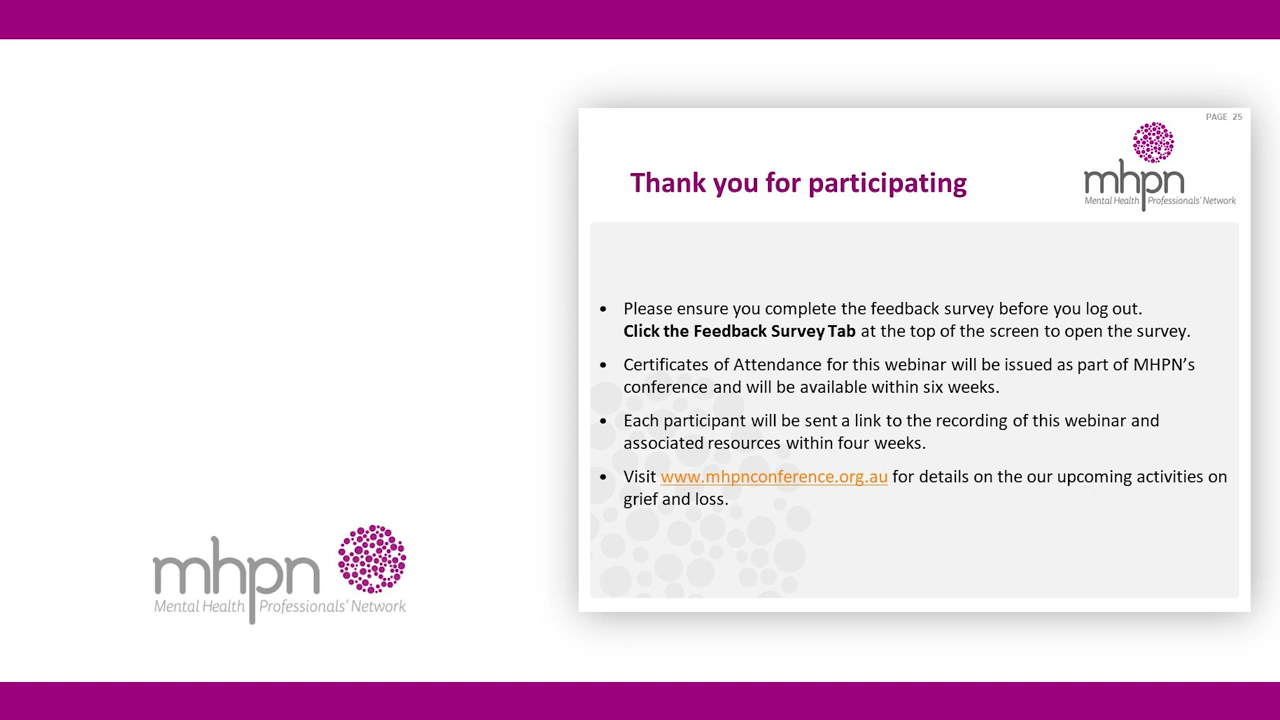 PAGE 25
Thank you for participating
mhpn
Mental Health Professionals' Network
• Please ensure you complete the feedback survey before you log out.
Click the Feedback Survey Tab at the top of the screen to open the survey.
• Certificates of Attendance for this webinar will be issued as part of MHPN's
conference and will be available within six weeks.
• Each participant will be sent a link to the recording of this webinar and
associated resources within four weeks.
• Visit www.mhpnconference.org.au for details on the our upcoming activities on
grief and loss.
mhpn
Mental Health Professionals' Network